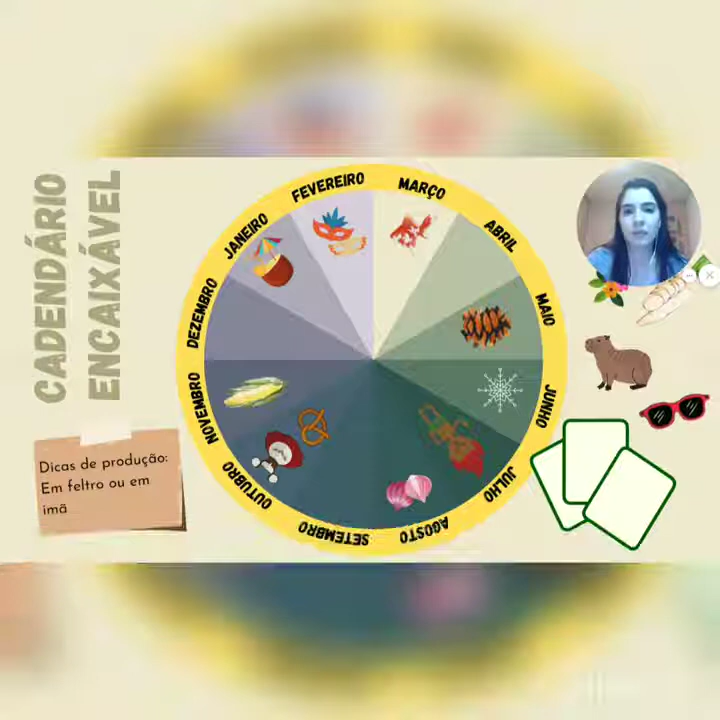 CADENDÁRIO
ENCAIXÁVEL
Dicas de produção:
Em feltro ou em
imã
JANEIRO
FEVEREIRO
MARÇO
ABRIL
MAIO
JUNHO
JULHO
AGOSTO
SETEMBRO
OUTUBRO
NOVEMBRO
DEZEMBRO